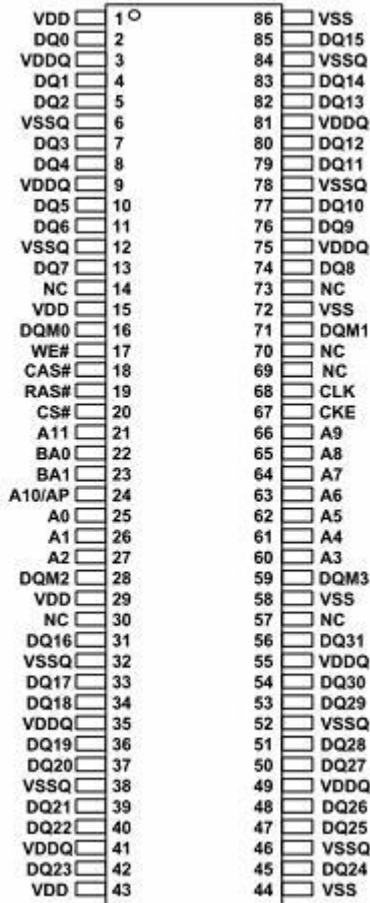 VDD 1 86 VSS
DQ0 2 85 DQ15
VDDQ 3 84 VSSQ
DQ1 4 83 DQ14
DQ2 5 82 DQ13
VSSQ 6 81 VDDQ
DQ3 7 80 DQ12
DQ4 8 79 DQ11
VDDQ 9 78 VSSQ
DQ5 10 77 DQ10
DQ6 11 76 DQ9
VSSQ 12 75 VDDQ
DQ7 13 74 DQ8
NC 14 73 NC
VDD 15 72 VSS
DQM0 16 71 DQM1
WE# 17 70 NC
CAS# 18 69 NC
RAS# 19 68 CLK
CS# 20 67 CKE
A11 21 66 A9
BA0 22 65 A8
BA1 23 64 A7
A10/AP 24 63 A6
A0 25 62 A5
A1 26 61 A4
A2 27 60 A3
DQM2 28 59 DQM3
VDD 29 58 VSS
NC 30 57 NC
DQ16 31 56 DQ31
VSSQ 32 55 VDDQ
DQ17 33 54 DQ30
DQ18 34 53 DQ29
VDDQ 35 52 VSSQ
DQ19 36 51 DQ28
DQ20 37 50 DQ27
VSSQ 38 49 VDDQ
DQ21 39 48 DQ26
DQ22 40 47 DQ25
VDDQ 41 46 VSSQ
DQ23 42 45 DQ24
VDD 43 44 VSS